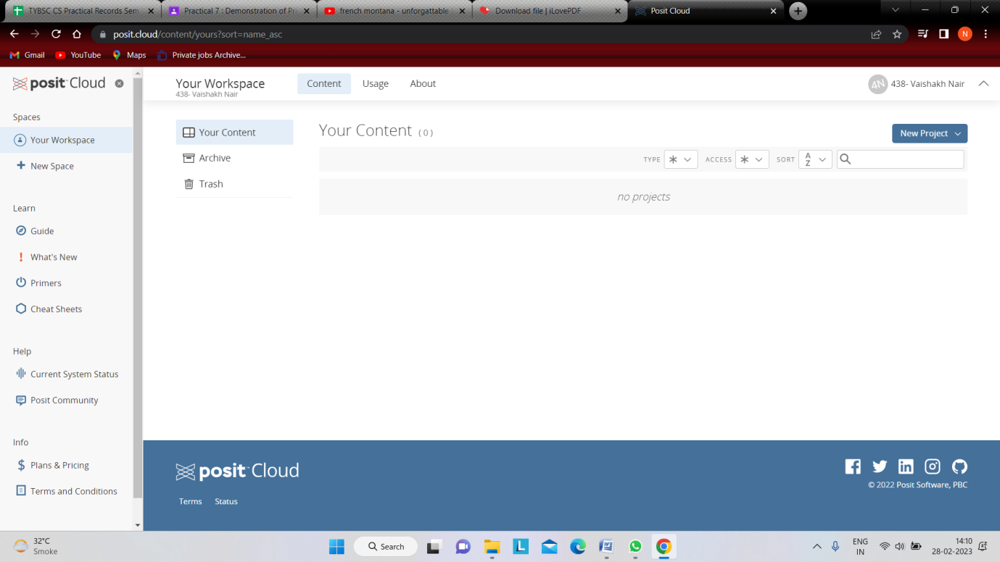 TYBSC CS Practical Records Sem
Practical 7 : Demonstration of Pri
french montana - unforgattable
Download file | iLovePDF
Posit Cloud
posit.cloud/content/yours?sort=name_asc
N
Gmail
YouTube
Maps
Private jobs Archive...
posit Cloud
Spaces
Your Workspace
New Space
Learn
Guide
What's New
Primers
Cheat Sheets
Help
Current System Status
Posit Community
Info
Plans & Pricing
Terms and Conditions
Your Workspace
438- Vaishakh Nair
Content
Usage
About
4N
438- Vaishakh Nair
Your Content
Archive
Trash
Your Content (0)
New Project
TYPE
ACCESS
SORT
A
Z
no projects
posit Cloud
Terms
Status
© 2022 Posit Software, PBC
32°C
Smoke
Search
L
W
ENG
IN
14:10
28-02-2023